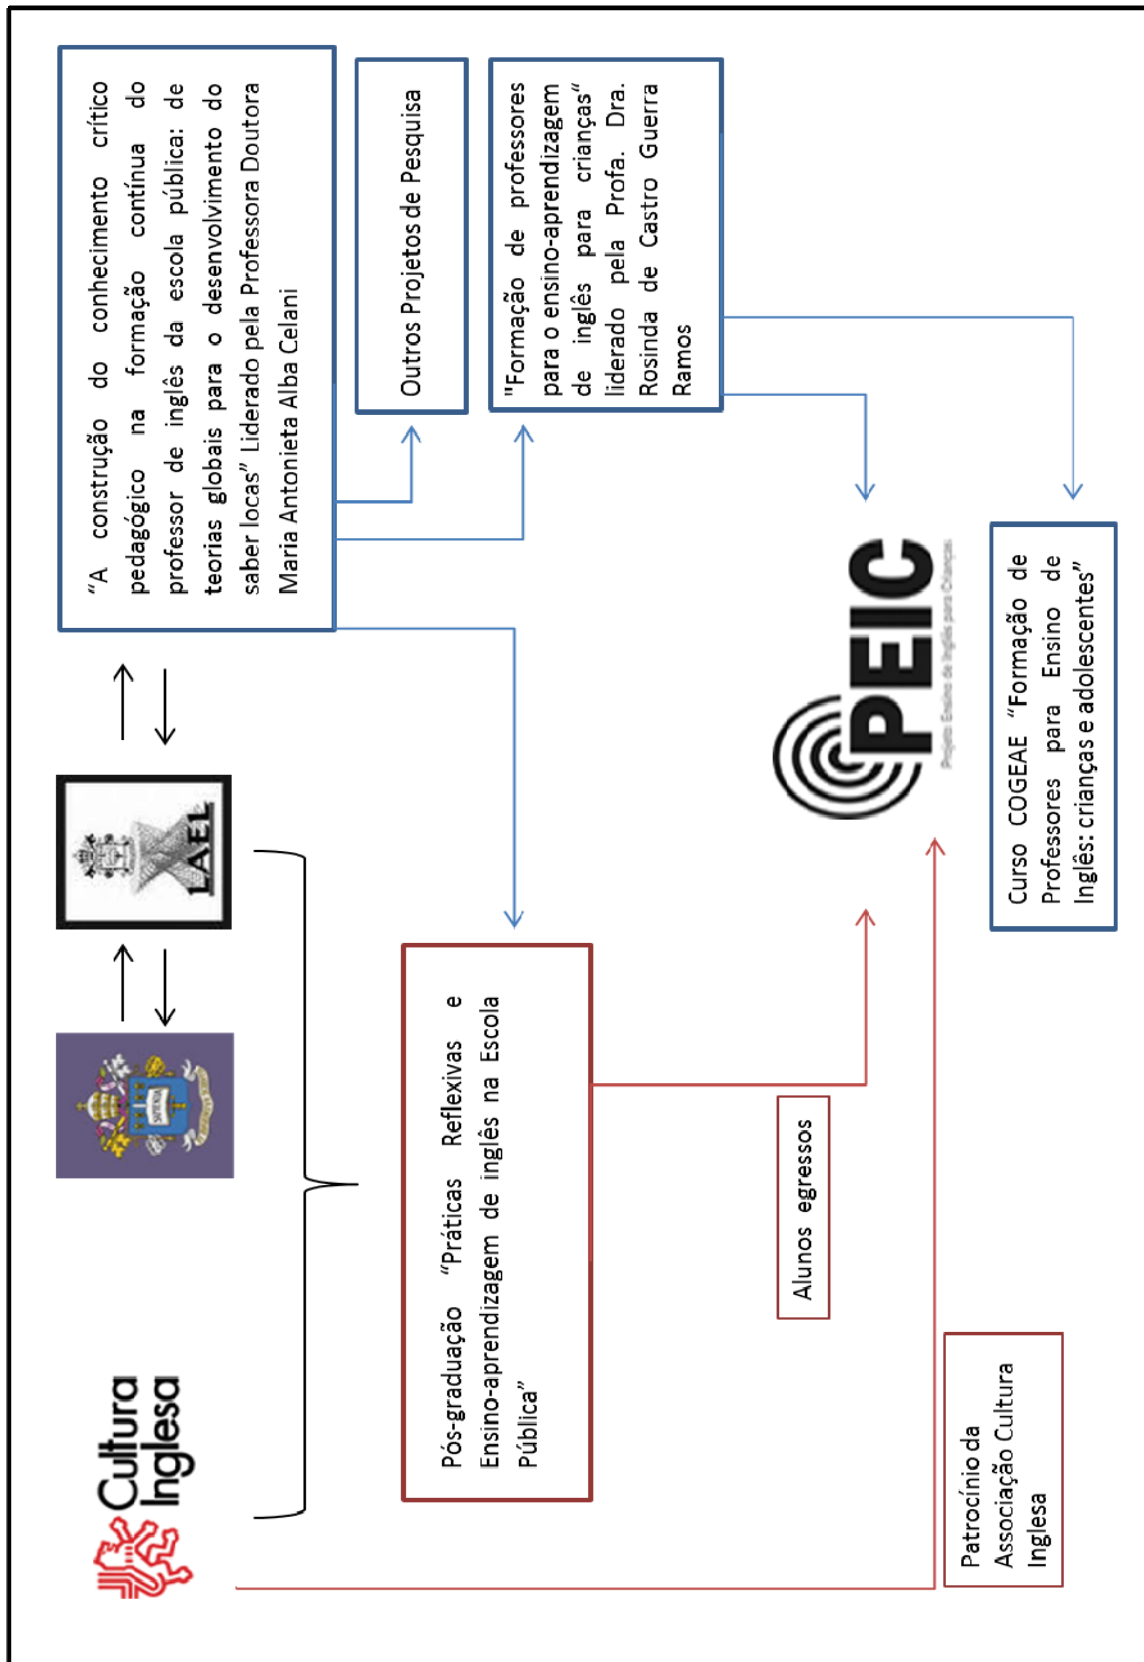 Cultura
Inglesa
SAPIENTIA
LAEL
“A construção do conhecimento crítico
pedagógico na formação contínua do
professor de inglês da escola pública: de
teorias globais para o desenvolvimento do
saber locas” Liderado pela Professora Doutora
Maria Antonieta Alba Celani
Outros Projetos de Pesquisa
"Formação de professores
para o ensino-aprendizagem
de inglês para crianças“
liderado pela Profa. Dra.
Rosinda de Castro Guerra
Ramos
Pós-graduação “Práticas Reflexivas e
Ensino-aprendizagem de inglês na Escola
Pública”
Alunos egressos
PEIC
Projeto Ensino de Inglês para Crianças
Patrocínio da
Associação Cultura
Inglesa
Curso COGEAE “Formação de
Professores para Ensino de
Inglês: crianças e adolescentes”